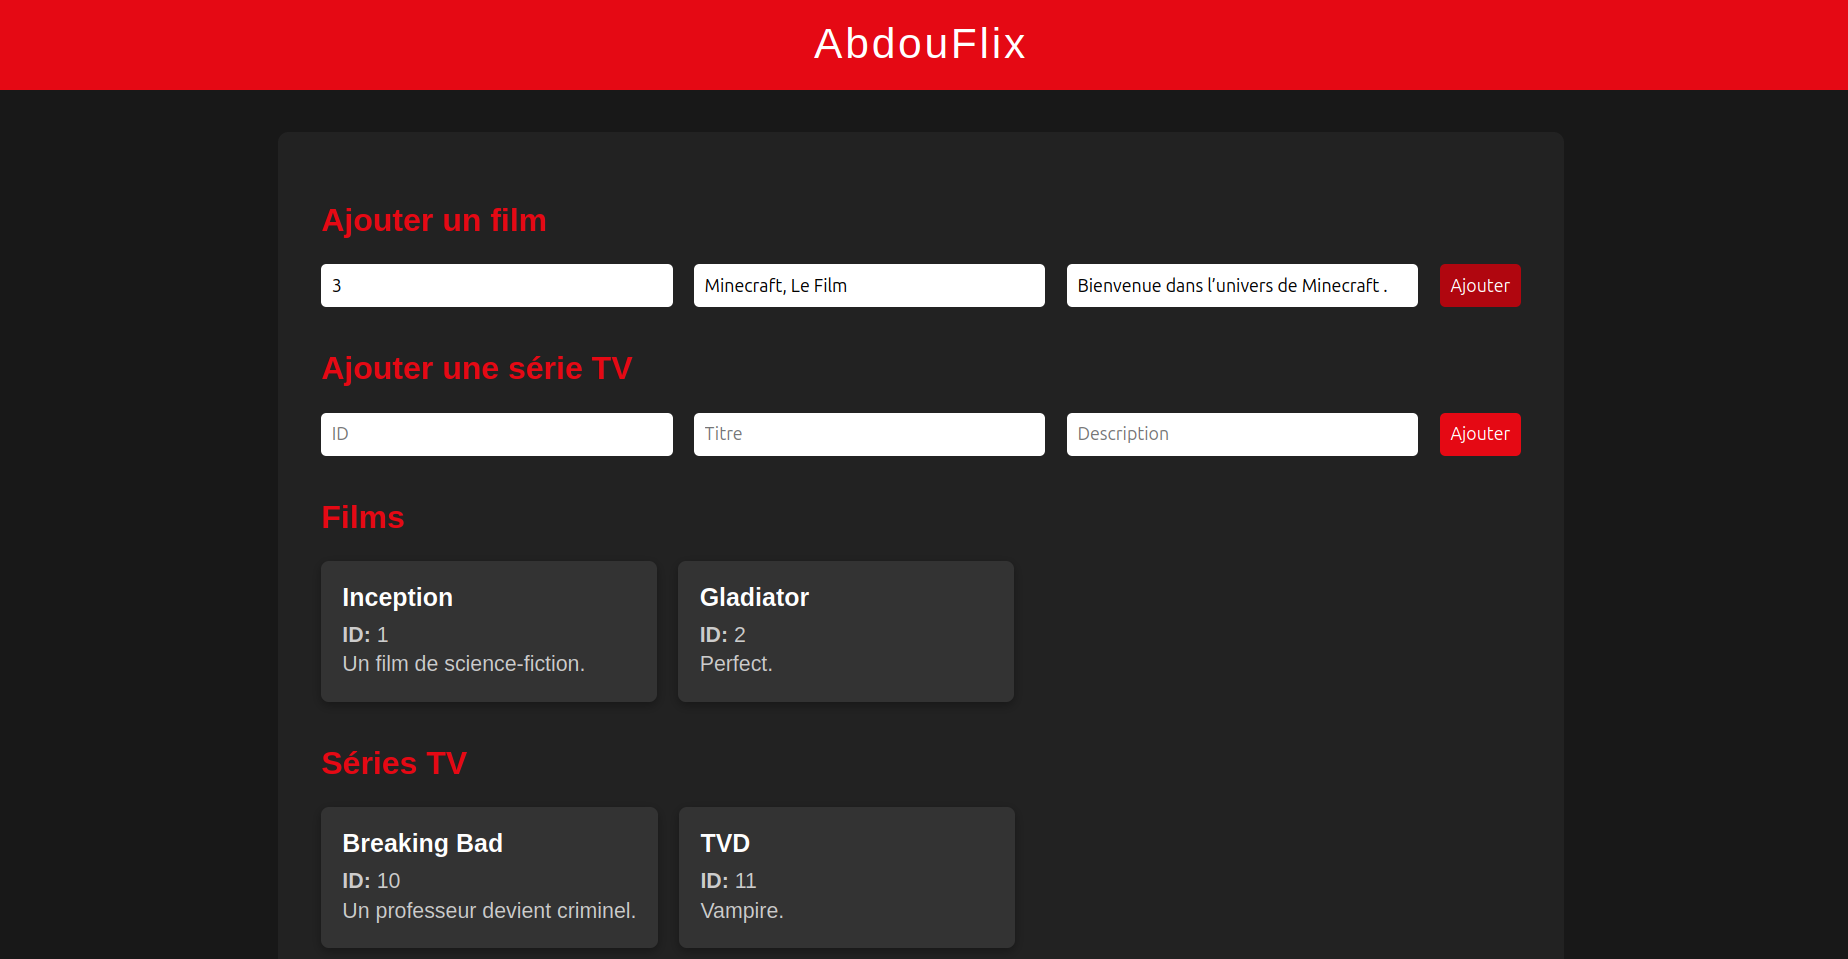 AbdouFlix
Ajouter un film
3 Minecraft, Le Film Bienvenue dans l'univers de Minecraft . Ajouter
Ajouter une série TV
ID Titre Description Ajouter
Films
Inception
ID: 1
Un film de science-fiction.
Gladiator
ID: 2
Perfect.
Séries TV
Breaking Bad
ID: 10
Un professeur devient criminel.
TVD
ID: 11
Vampire.